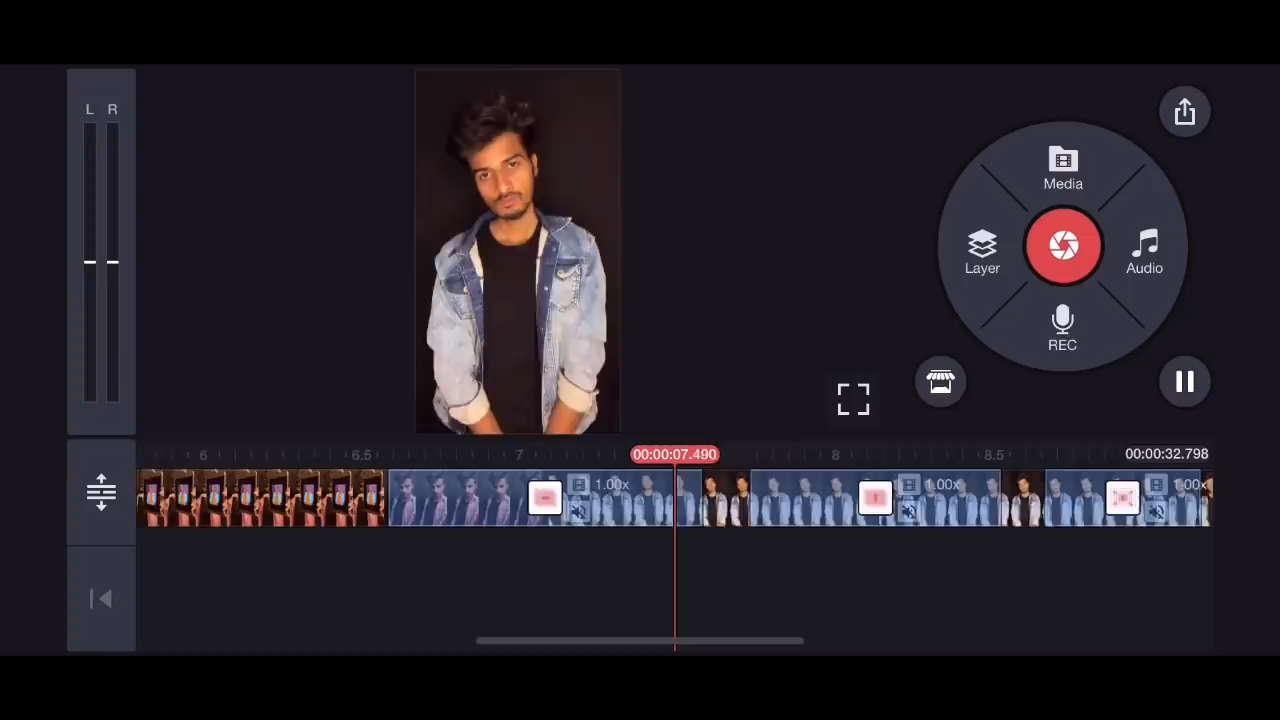 L R
Media
Layer
Audio
REC
6 6.5 7 00:00:07.490 8 8.5 00:00:32.798
1.00x 1.00x 1.00x